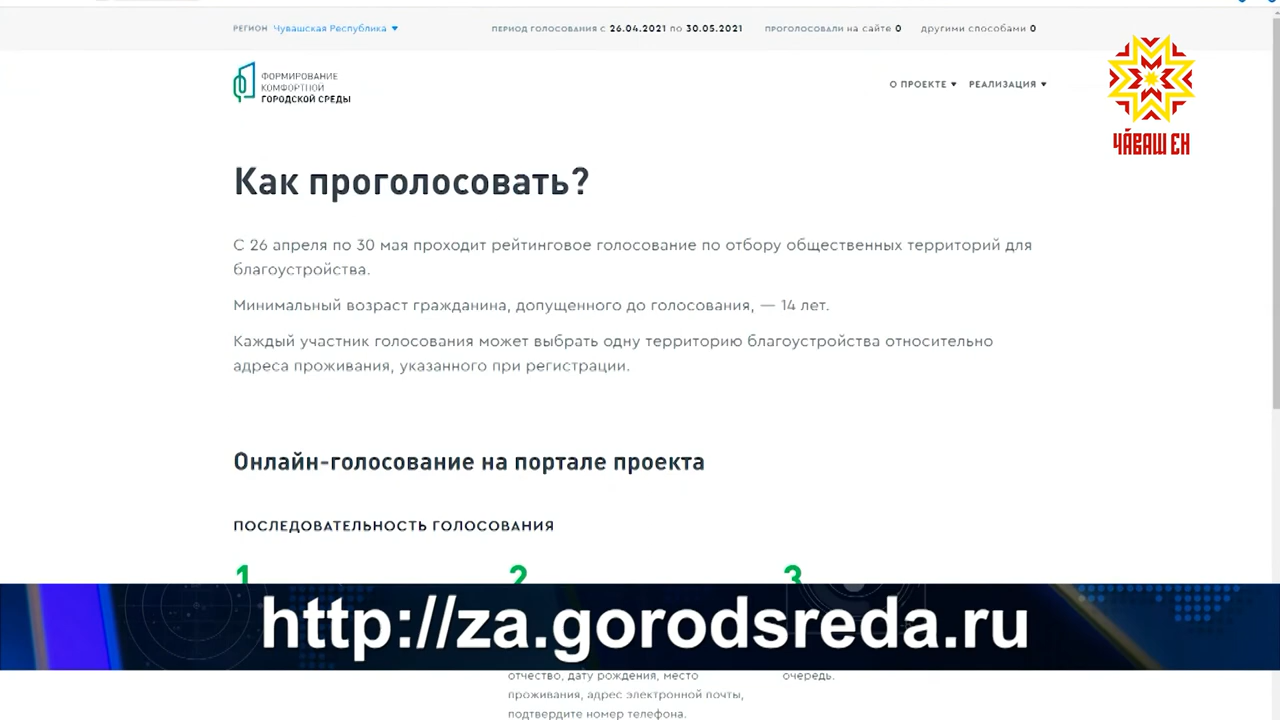 РЕГИОН Чувашская Республика
ПЕРИОД ГОЛОСОВАНИЯ С 26.04.2021 ПО 30.05.2021
ПРОГОЛОСОВАЛИ НА САЙТЕ 0
ДРУГИМИ СПОСОБАМИ 0
ФОРМИРОВАНИЕ
КОМФОРТНОЙ
ГОРОДСКОЙ СРЕДЫ
О ПРОЕКТЕ
РЕАЛИЗАЦИЯ
ЧӐВАШ ЕН
Как проголосовать?
С 26 апреля по 30 мая проходит рейтинговое голосование по отбору общественных территорий для
благоустройства.
Минимальный возраст гражданина, допущенного до голосования, — 14 лет.
Каждый участник голосования может выбрать одну территорию благоустройства относительно
адреса проживания, указанного при регистрации.
Онлайн-голосование на портале проекта
ПОСЛЕДОВАТЕЛЬНОСТЬ ГОЛОСОВАНИЯ
1
2
3
http://za.gorodsreda.ru
отчество, дату рождения, место
проживания, адрес электронной почты,
подтвердите номер телефона.
очередь.